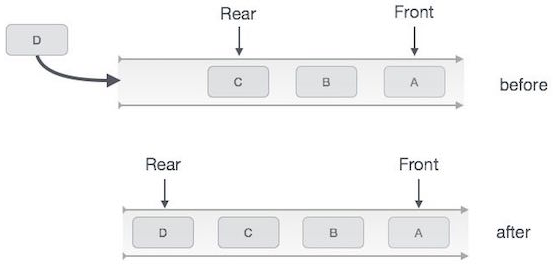 Rear Front
D
C B A
before
Rear Front
D C B A
after